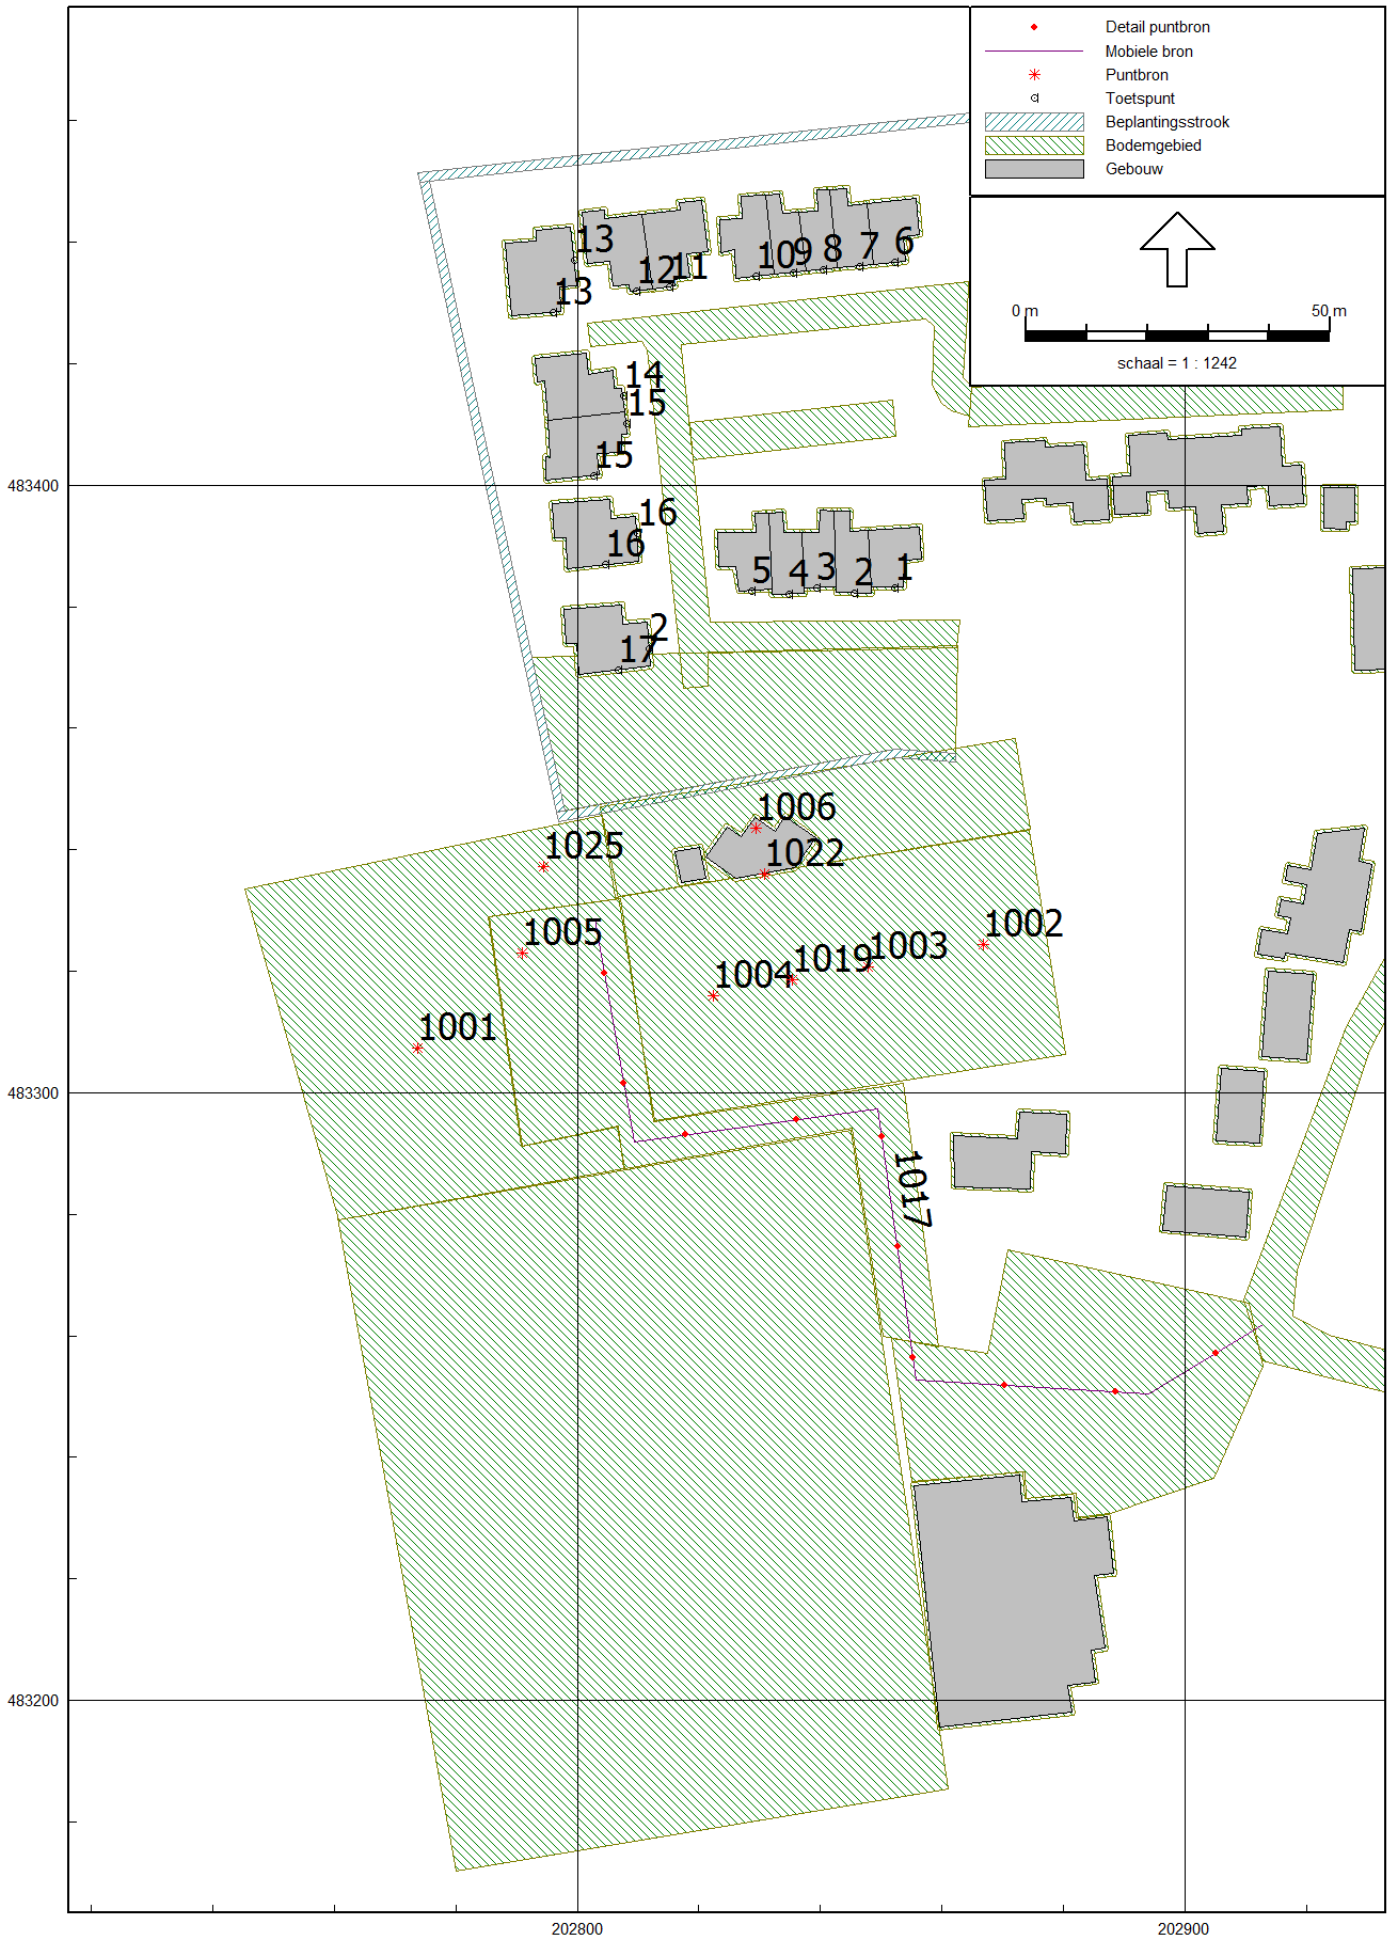 Detail puntbron
Mobiele bron
Puntbron
Toetspunt
Beplantingsstrook
Bodemgebied
Gebouw
0 m 50 m
schaal = 1 : 1242
13 12 11 10 9 8 7 6
13
14
15
15
16
16
5 4 3 2 1
2
17
483400
1006
1022
1025
1005
1004 1019 1003 1002
1001
483300
1017
483200
202800 202900